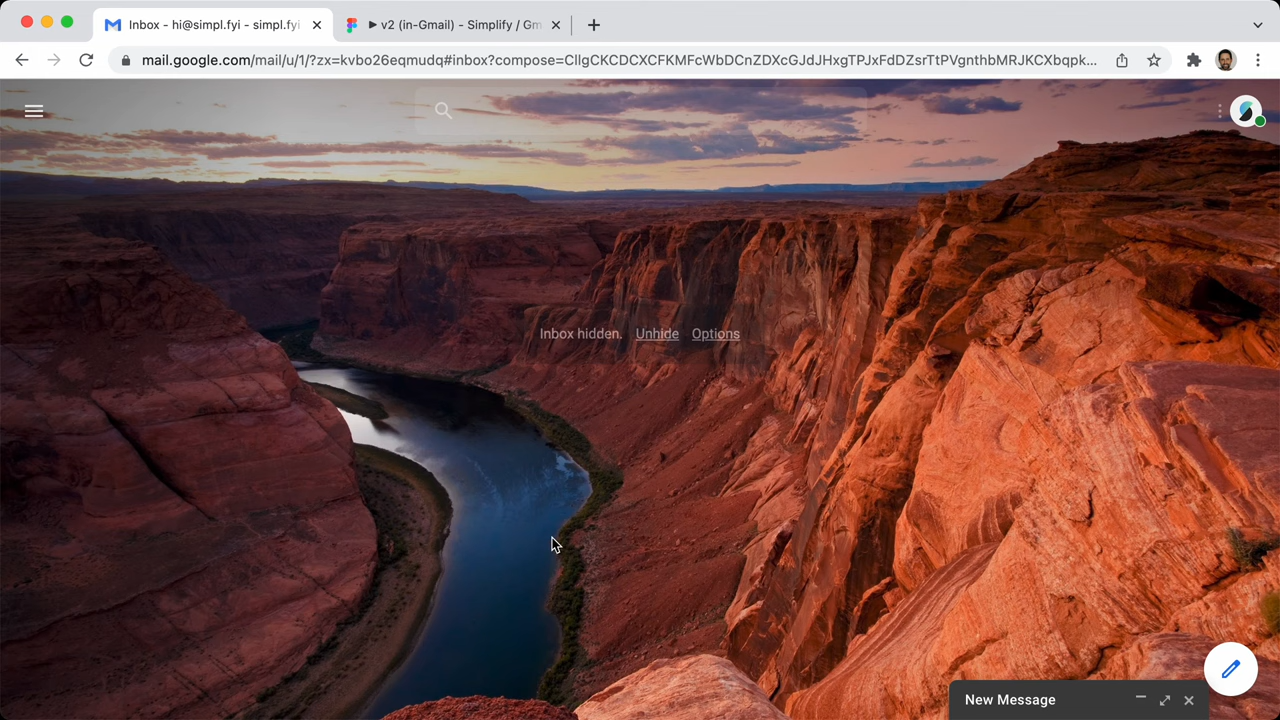 Inbox - hi@simpl.fyi - simpl.fyi
v2 (in-Gmail) - Simplify / Gm
mail.google.com/mail/u/1/?zx=kvbo26eqmudq#inbox?compose=CllgCKCDCXCFKMFcWbDCnZDXcGJdJHxgTPJxFdDZsrTtPVgnthbMRJKCXbqpk...
Inbox hidden. Unhide Options
New Message